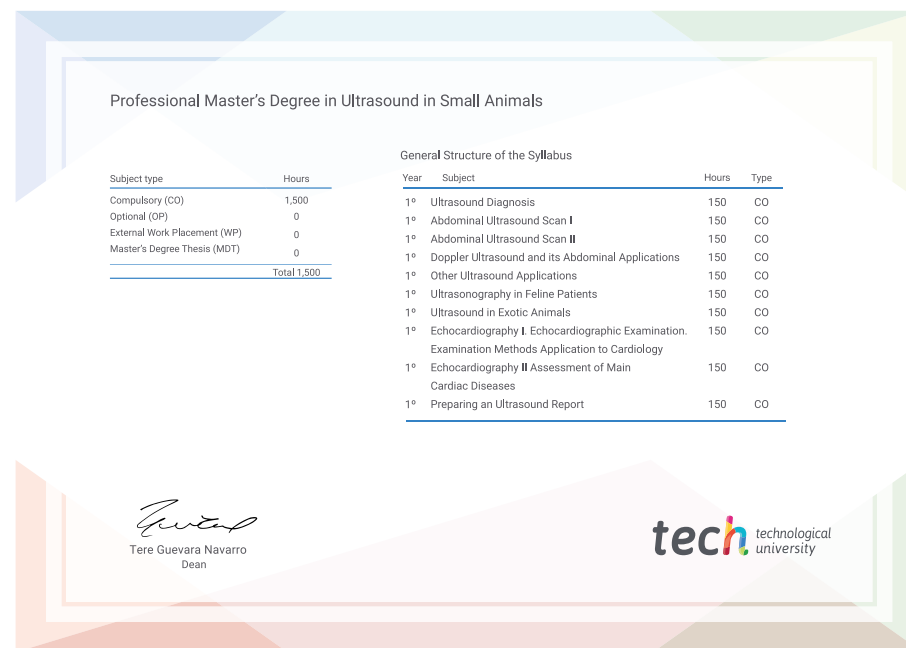 Professional Master's Degree in Ultrasound in Small Animals
Subject type Hours
Compulsory (CO) 1,500
Optional (OP) 0
External Work Placement (WP) 0
Master's Degree Thesis (MDT) 0
Total 1,500
General Structure of the Syllabus
Year Subject Hours Type
1º Ultrasound Diagnosis 150 CO
1º Abdominal Ultrasound Scan I 150 CO
1º Abdominal Ultrasound Scan II 150 CO
1º Doppler Ultrasound and its Abdominal Applications 150 CO
1º Other Ultrasound Applications 150 CO
1º Ultrasonography in Feline Patients 150 CO
1º Ultrasound in Exotic Animals 150 CO
1º Echocardiography I. Echocardiographic Examination. 150 CO
Examination Methods Application to Cardiology
1º Echocardiography II Assessment of Main 150 CO
Cardiac Diseases
1º Preparing an Ultrasound Report 150 CO
Tere Guevara Navarro
Dean
tech technological
university